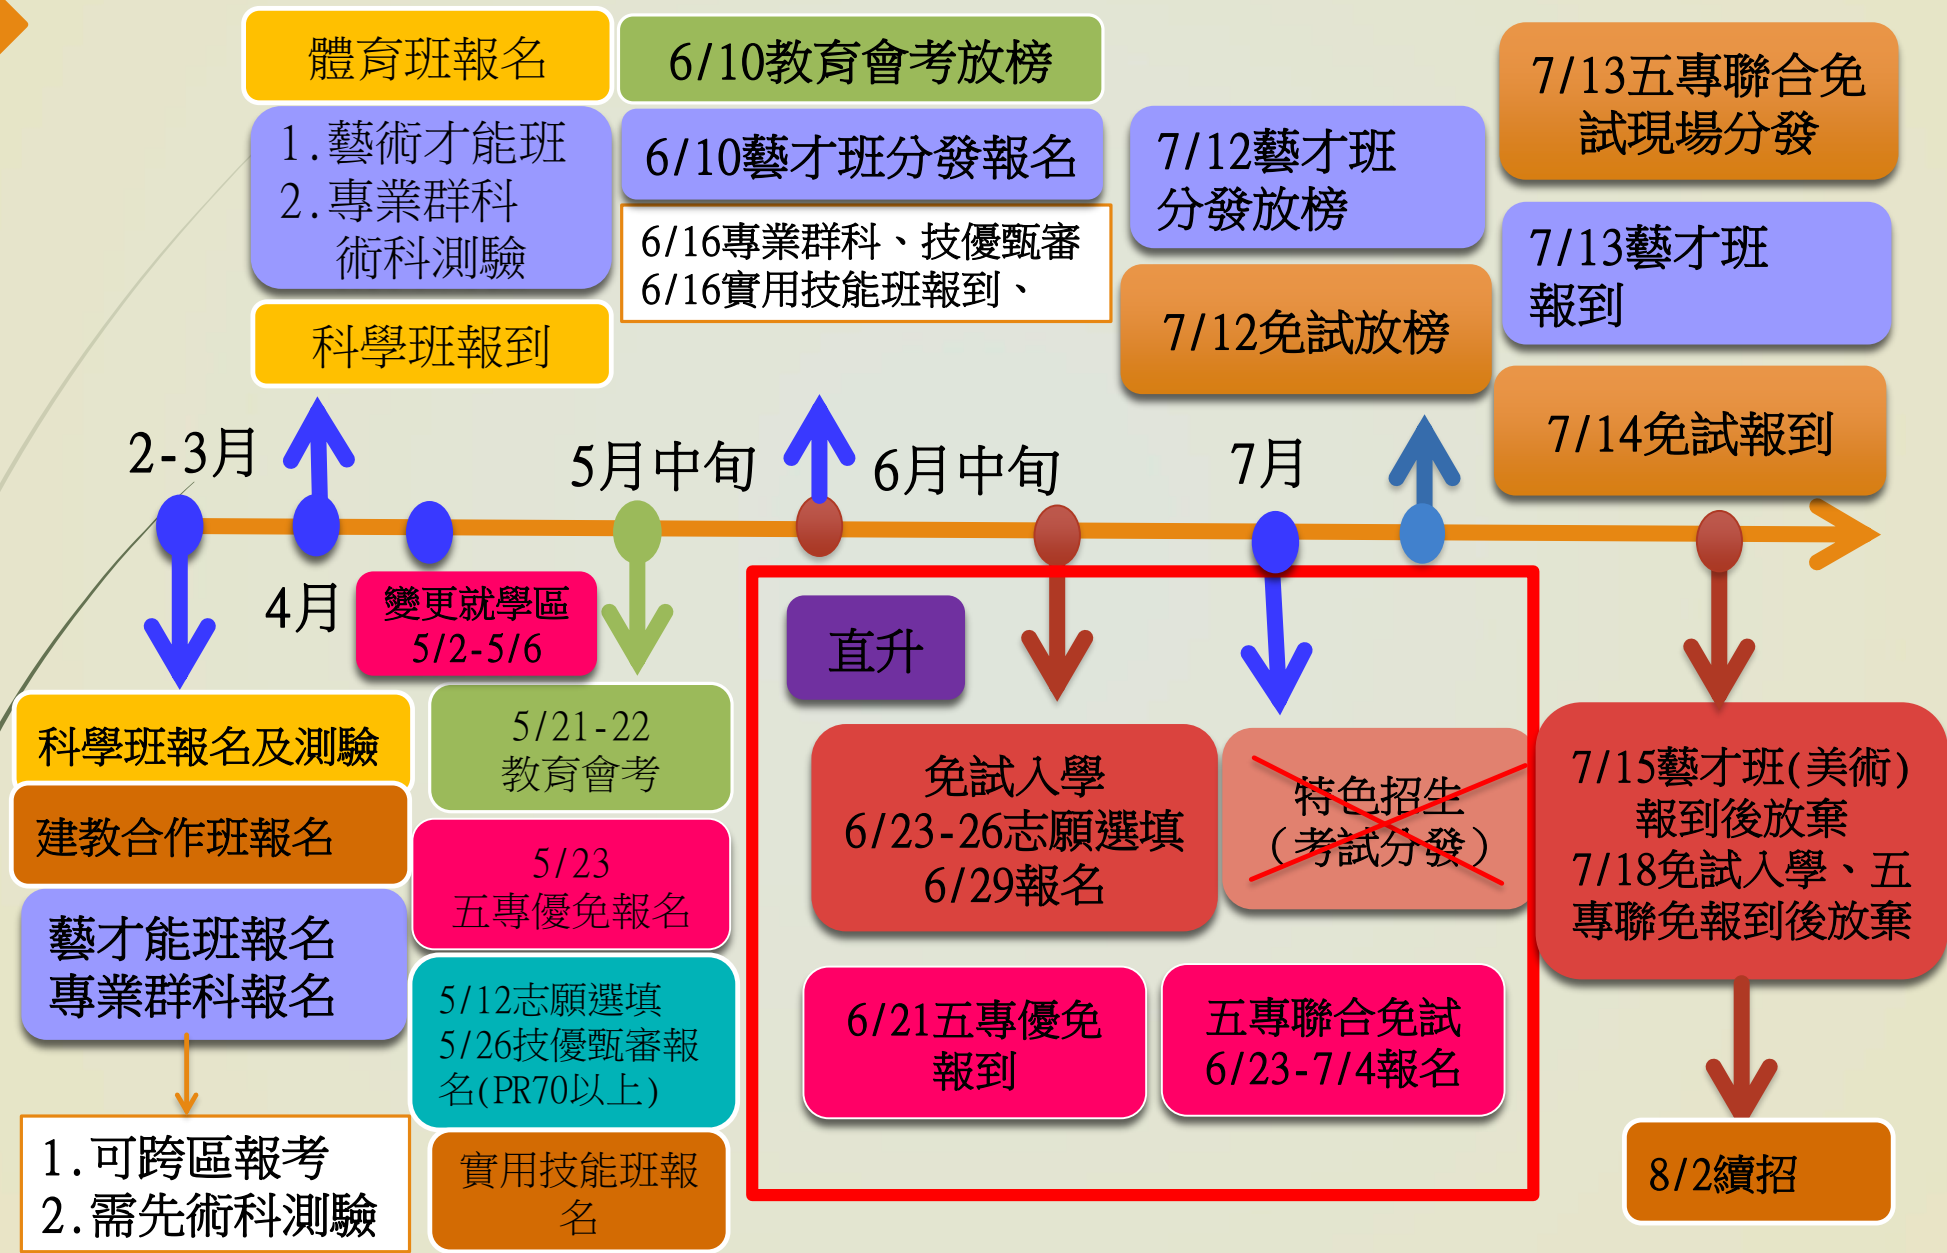 體育班報名
6/10教育會考放榜
7/13五專聯合免
試現場分發
1.藝術才能班
2.專業群科
術科測驗
6/10藝才班分發報名
7/12藝才班
分發放榜
6/16專業群科、技優甄審
6/16實用技能班報到、
7/13藝才班
報到
科學班報到
7/12免試放榜
7/14免試報到
2-3月
5月中旬
6月中旬
7月
4月
變更就學區
5/2-5/6
直升
科學班報名及測驗
5/21-22
教育會考
免試入學
6/23-26志願選填
6/29報名
特色招生
(考試分發)
7/15藝才班(美術)
報到後放棄
7/18免試入學、五
專聯免報到後放棄
建教合作班報名
5/23
五專優免報名
藝才能班報名
專業群科報名
5/12志願選填
5/26技優甄審報
名(PR70以上)
6/21五專優免
報到
五專聯合免試
6/23-7/4報名
1.可跨區報考
2.需先術科測驗
實用技能班報
名
8/2續招